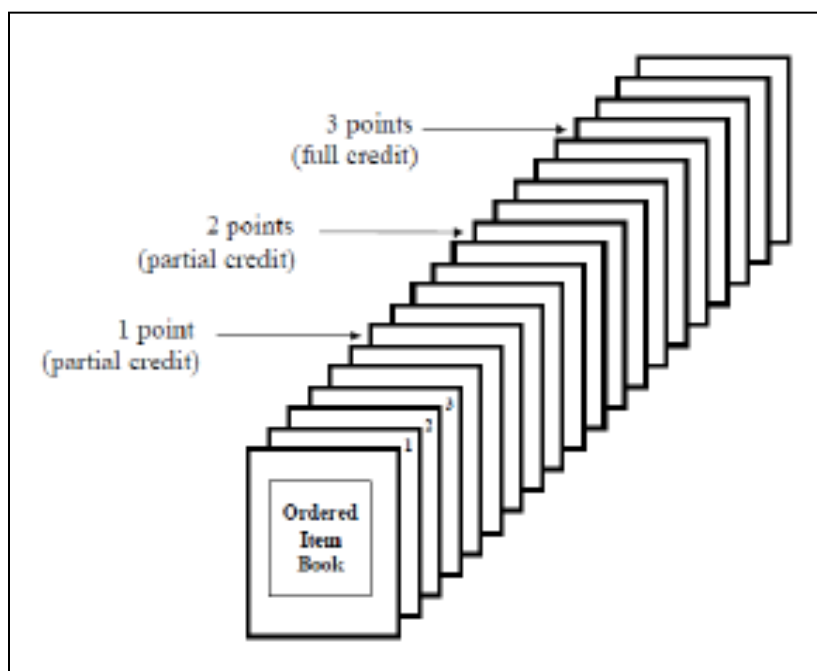 3 points
(full credit)
2 points
(partial credit)
1 point
(partial credit)
3
2
1
Ordered
Item
Book